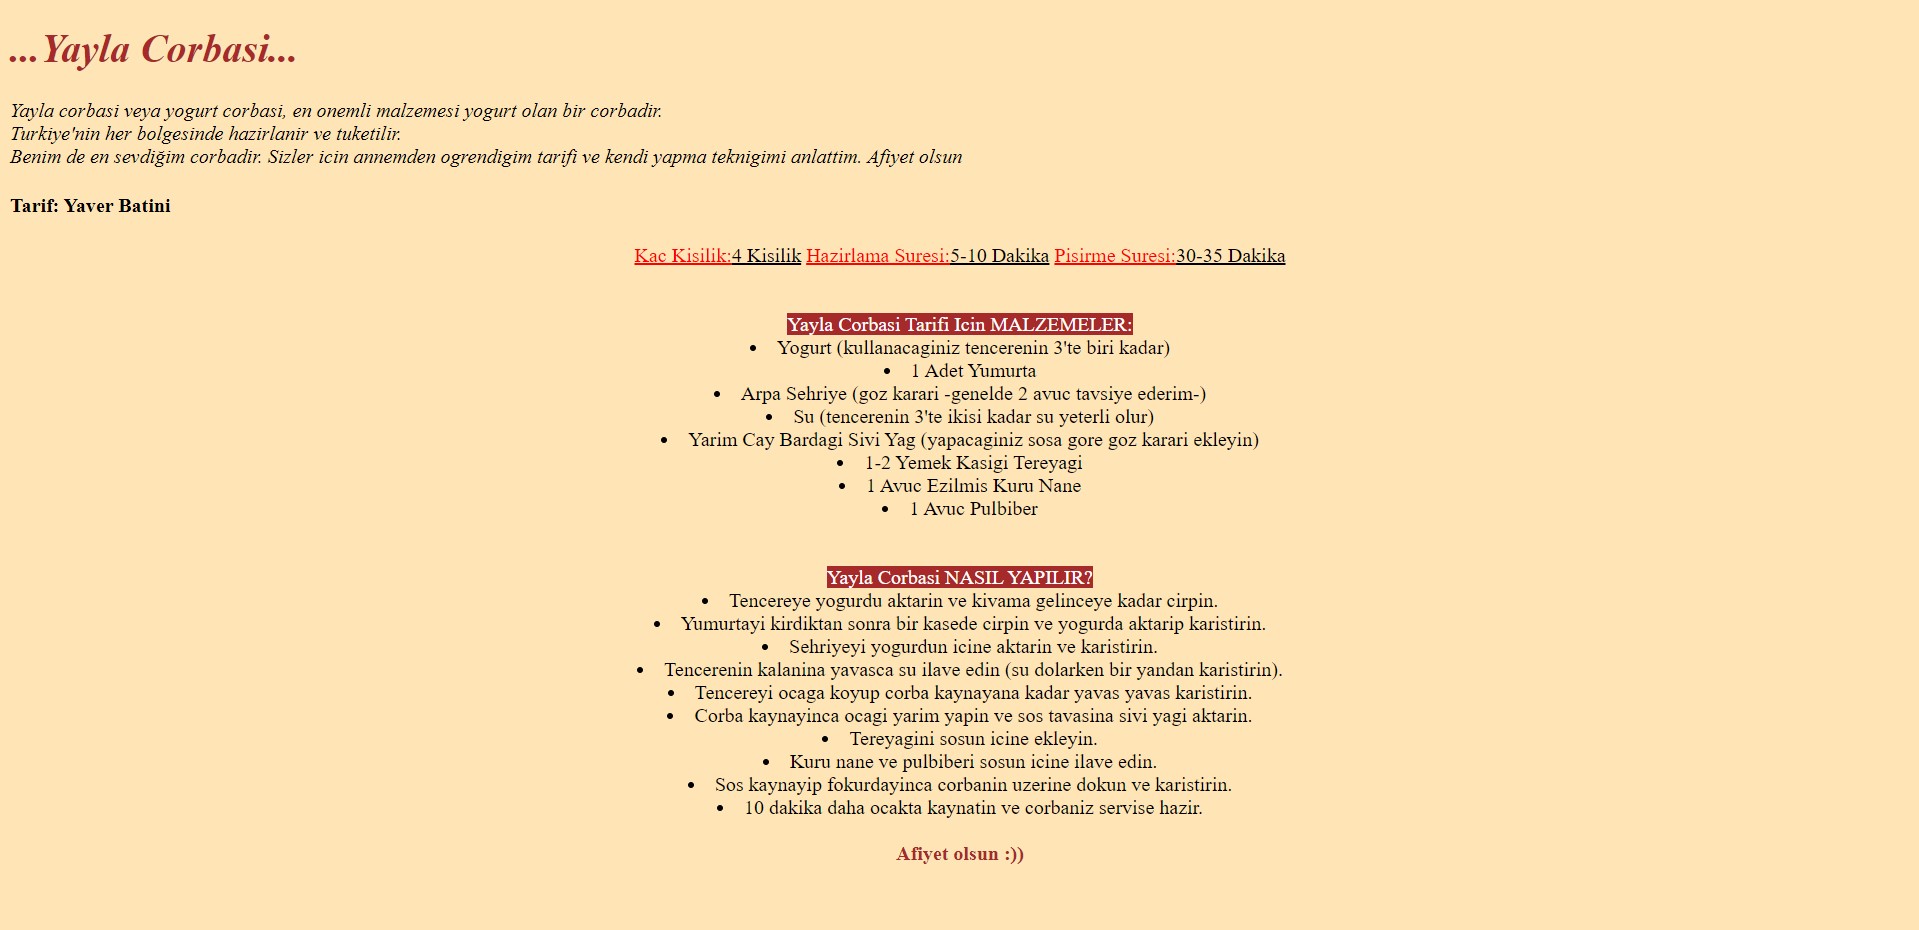 ...Yayla Corbasi...
Yayla corbasi veya yogurt corbasi, en onemli malzemesi yogurt olan bir corbadir.
Turkiye'nin her bolgesinde hazirlanir ve tuketilir.
Benim de en sevdiğim corbadir. Sizler icin annemden ogrendigim tarifi ve kendi yapma teknigimi anlattim. Afiyet olsun
Tarif: Yaver Batini
Kac Kisilik:4 Kisilik Hazirlama Suresi:5-10 Dakika Pisirme Suresi:30-35 Dakika
Yayla Corbasi Tarifi Icin MALZEMELER:
• Yogurt (kullanacaginiz tencerenin 3'te biri kadar)
• 1 Adet Yumurta
• Arpa Sehriye (goz karari -genelde 2 avuc tavsiye ederim-)
• Su (tencerenin 3'te ikisi kadar su yeterli olur)
• Yarim Cay Bardagi Sivi Yag (yapacaginiz sosa gore goz karari ekleyin)
• 1-2 Yemek Kasigi Tereyagi
• 1 Avuc Ezilmis Kuru Nane
• 1 Avuc Pulbiber
Yayla Corbasi NASIL YAPILIR?
• Tencereye yogurdu aktarin ve kivama gelinceye kadar cirpin.
• Yumurtayi kirdiktan sonra bir kasede cirpin ve yogurda aktarip karistirin.
• Sehriyeyi yogurdun icine aktarin ve karistirin.
• Tencerenin kalanina yavasca su ilave edin (su dolarken bir yandan karistirin).
• Tencereyi ocaga koyup corba kaynayana kadar yavas yavas karistirin.
• Corba kaynayinca ocagi yarim yapin ve sos tavasina sivi yagi aktarin.
• Tereyagini sosun icine ekleyin.
• Kuru nane ve pulbiberi sosun icine ilave edin.
• Sos kaynayip fokurdayinca corbanin uzerine dokun ve karistirin.
• 10 dakika daha ocakta kaynatin ve corbaniz servise hazir.
Afiyet olsun :))